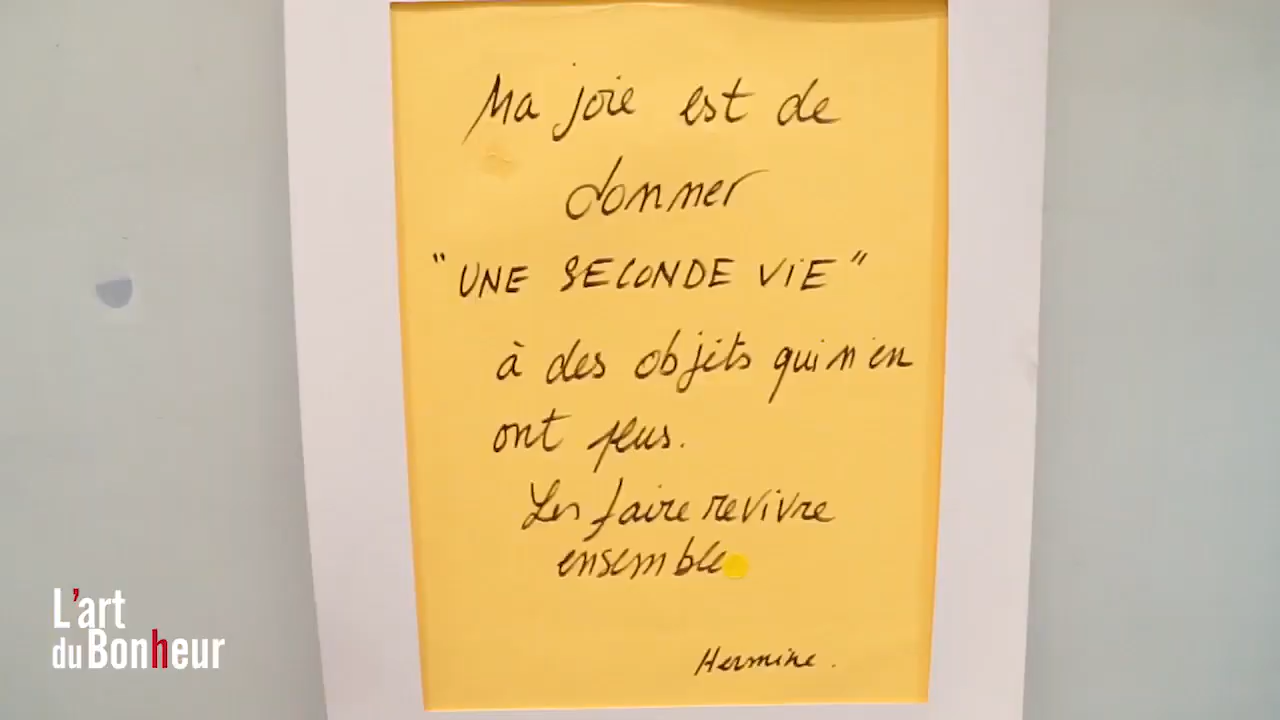 Ma joie est de
donner
"UNE SECONDE VIE"
à des objets qui n'en
ont plus.
Les faire revivre
ensemble
Hermine.
L'art
du Bonheur